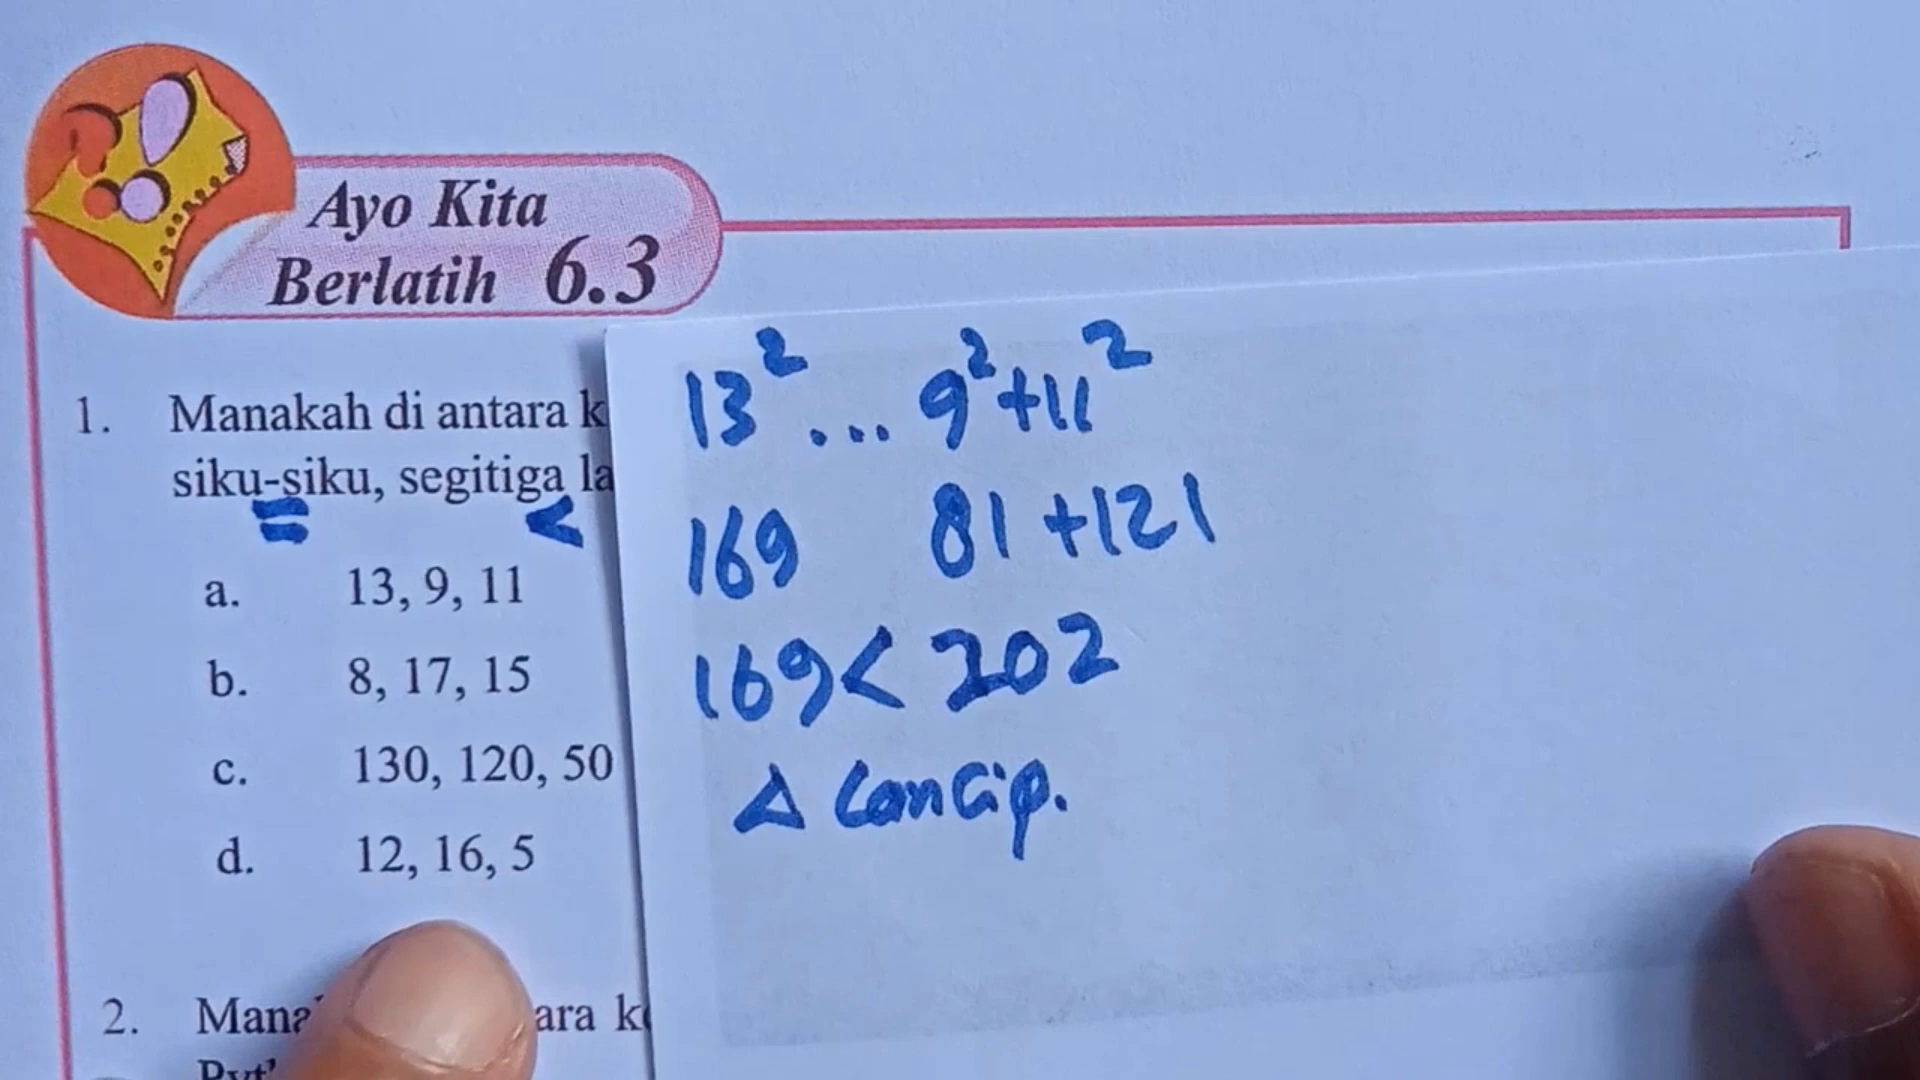 Ayo Kita
Berlatih 6.3
1. Manakah di antara k
siku-siku, segitiga la
= <
a. 13, 9, 11
b. 8, 17, 15
c. 130, 120, 50
d. 12, 16, 5
2. ara k
13² ... 9²+11²
169 81+121
169<202
Δ Lancip.